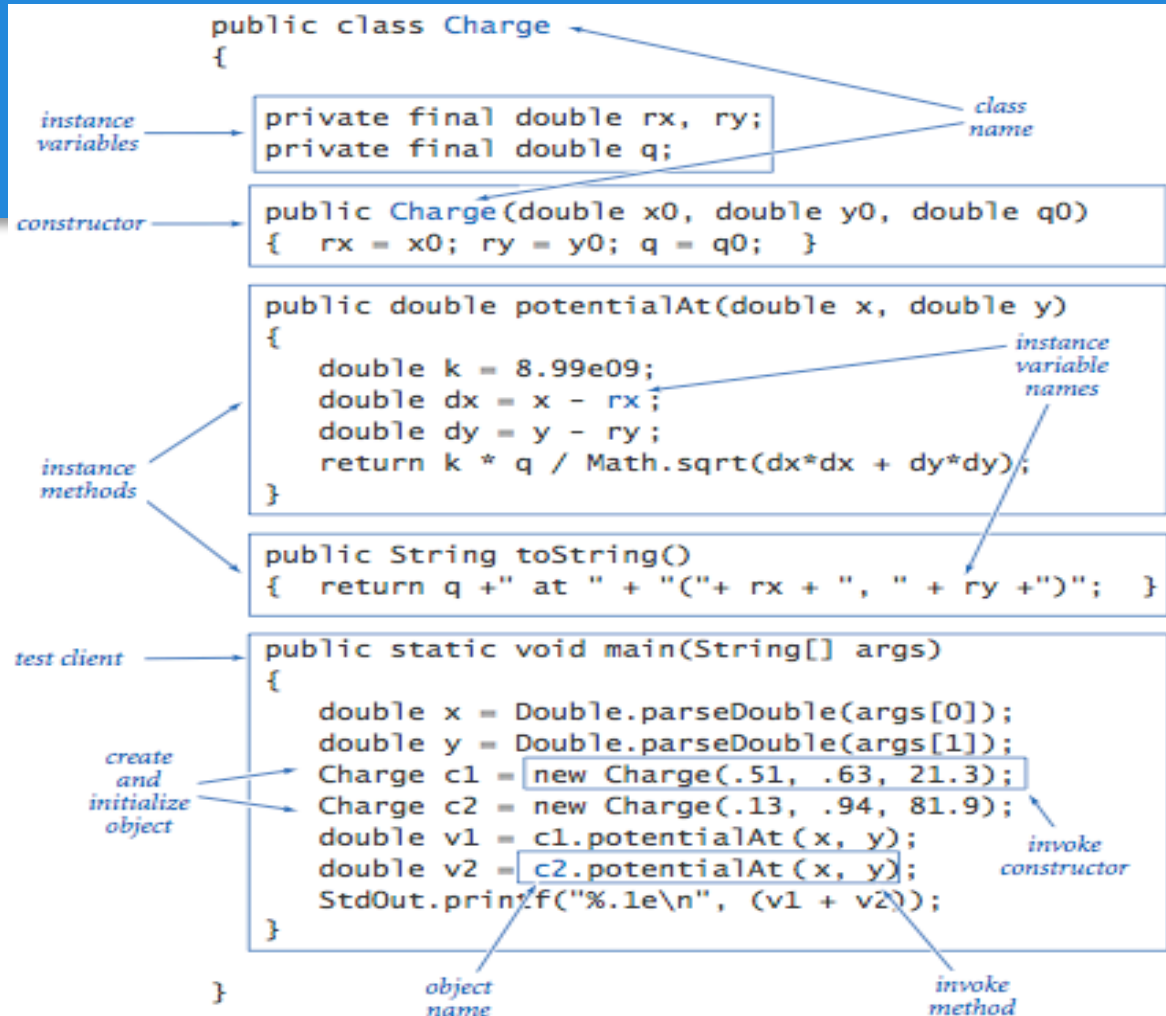 public class Charge
{
instance
variables
private final double rx, ry;
private final double q;
class
name
constructor
public Charge(double x0, double y0, double q0)
{ rx = x0; ry = y0; q = q0; }
public double potentialAt(double x, double y)
{
double k = 8.99e09;
double dx = x - rx;
double dy = y - ry;
return k * q / Math.sqrt(dx*dx + dy*dy);
}
instance
variable
names
instance
methods
public String toString()
{ return q +" at " + "("+ rx + ", " + ry +")"; }
test client
public static void main(String[] args)
{
double x = Double.parseDouble(args[0]);
double y = Double.parseDouble(args[1]);
Charge c1 = new Charge(.51, .63, 21.3);
Charge c2 = new Charge(.13, .94, 81.9);
double v1 = c1.potentialAt(x, y);
double v2 = c2.potentialAt(x, y);
StdOut.printf("%.1e\n", (v1 + v2));
}
create
and
initialize
object
invoke
constructor
}
object
name
invoke
method